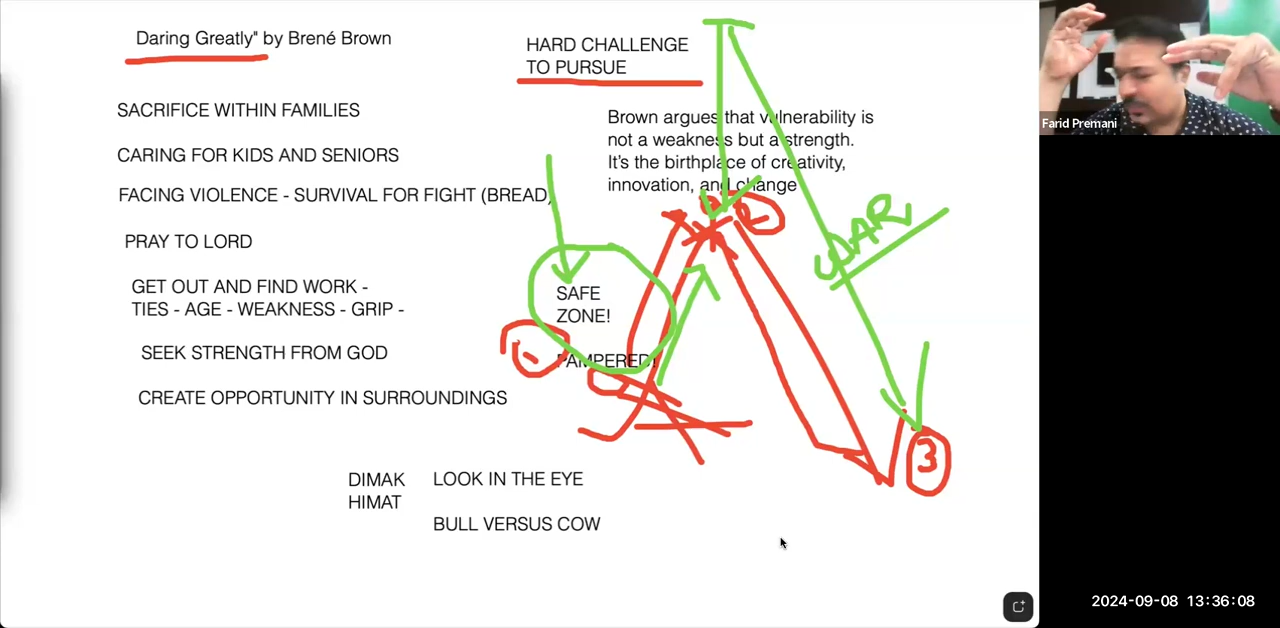 Daring Greatly" by Brené Brown
SACRIFICE WITHIN FAMILIES
CARING FOR KIDS AND SENIORS
FACING VIOLENCE - SURVIVAL FOR FIGHT (BREAD)
PRAY TO LORD
GET OUT AND FIND WORK -
TIES - AGE - WEAKNESS - GRIP -
SEEK STRENGTH FROM GOD
CREATE OPPORTUNITY IN SURROUNDINGS
DIMAK
HIMAT
LOOK IN THE EYE
BULL VERSUS COW
HARD CHALLENGE
TO PURSUE
Brown argues that vulnerability is
not a weakness but a strength.
It's the birthplace of creativity,
innovation, and change
SAFE
ZONE!
PAMPERED!
1
2
WAR
3
Farid Premani
2024-09-08 13:36:08